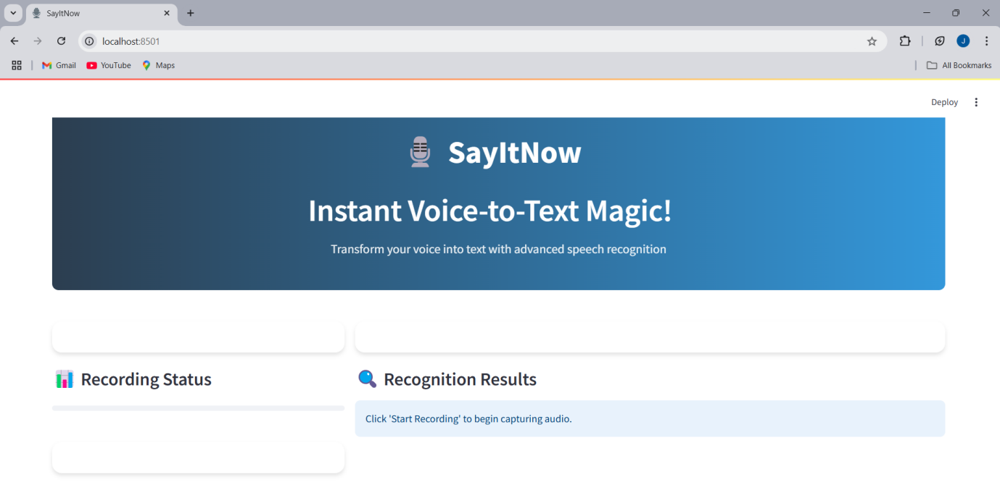 SayItNow
localhost:8501
J
Gmail
YouTube
Maps
All Bookmarks
Deploy
SayItNow
Instant Voice-to-Text Magic!
Transform your voice into text with advanced speech recognition
Recording Status
Recognition Results
Click 'Start Recording' to begin capturing audio.